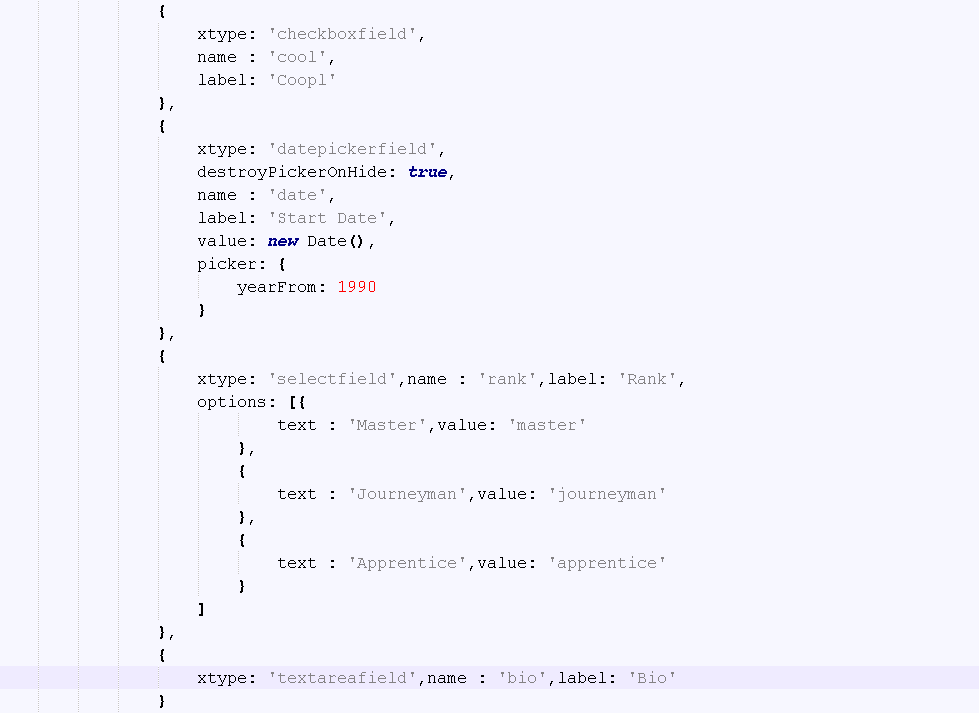 {
xtype: 'checkboxfield',
name : 'cool',
label: 'Coopl'
},
{
xtype: 'datepickerfield',
destroyPickerOnHide: true,
name : 'date',
label: 'Start Date',
value: new Date(),
picker: {
yearFrom: 1990
}
},
{
xtype: 'selectfield',name : 'rank',label: 'Rank',
options: [{
text : 'Master',value: 'master'
},
{
text : 'Journeyman',value: 'journeyman'
},
{
text : 'Apprentice',value: 'apprentice'
}
]
},
{
xtype: 'textareafield',name : 'bio',label: 'Bio'
}